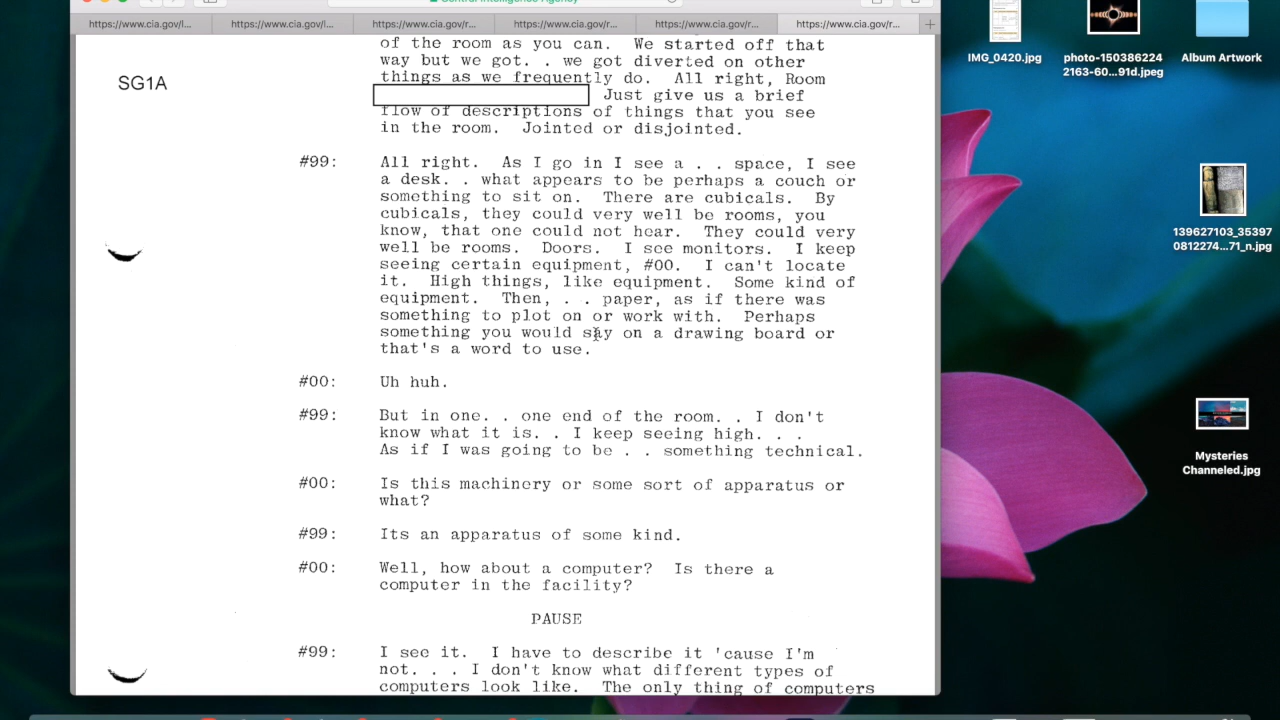 Central Intelligence Agency
https://www.cia.gov/l...
https://www.cia.gov/r...
https://www.cia.gov/r...
https://www.cia.gov/r...
https://www.cia.gov/r...
https://www.cia.gov/r...
of the room as you can. We started off that
way but we got. . we got diverted on other
things as we frequently do. All right, Room
SG1A
Just give us a brief
flow of descriptions of things that you see
in the room. Jointed or disjointed.
#99: All right. As I go in I see a . . space, I see
a desk. . what appears to be perhaps a couch or
something to sit on. There are cubicals. By
cubicals, they could very well be rooms, you
know, that one could not hear. They could very
well be rooms. Doors. I see monitors. I keep
seeing certain equipment, #00. I can't locate
it. High things, like equipment. Some kind of
equipment. Then, . . paper, as if there was
something to plot on or work with. Perhaps
something you would say on a drawing board or
that's a word to use.
#00: Uh huh.
#99: But in one. . one end of the room. . I don't
know what it is. . I keep seeing high. . .
As if I was going to be . . something technical.
#00: Is this machinery or some sort of apparatus or
what?
#99: Its an apparatus of some kind.
#00: Well, how about a computer? Is there a
computer in the facility?
PAUSE
#99: I see it. I have to describe it 'cause I'm
not. . . I don't know what different types of
computers look like. The only thing of computers
IMG_0420.jpg
photo-150386224
2163-60...91d.jpeg
Album Artwork
139627103_35397
0812274...71_n.jpg
Mysteries
Channeled.jpg